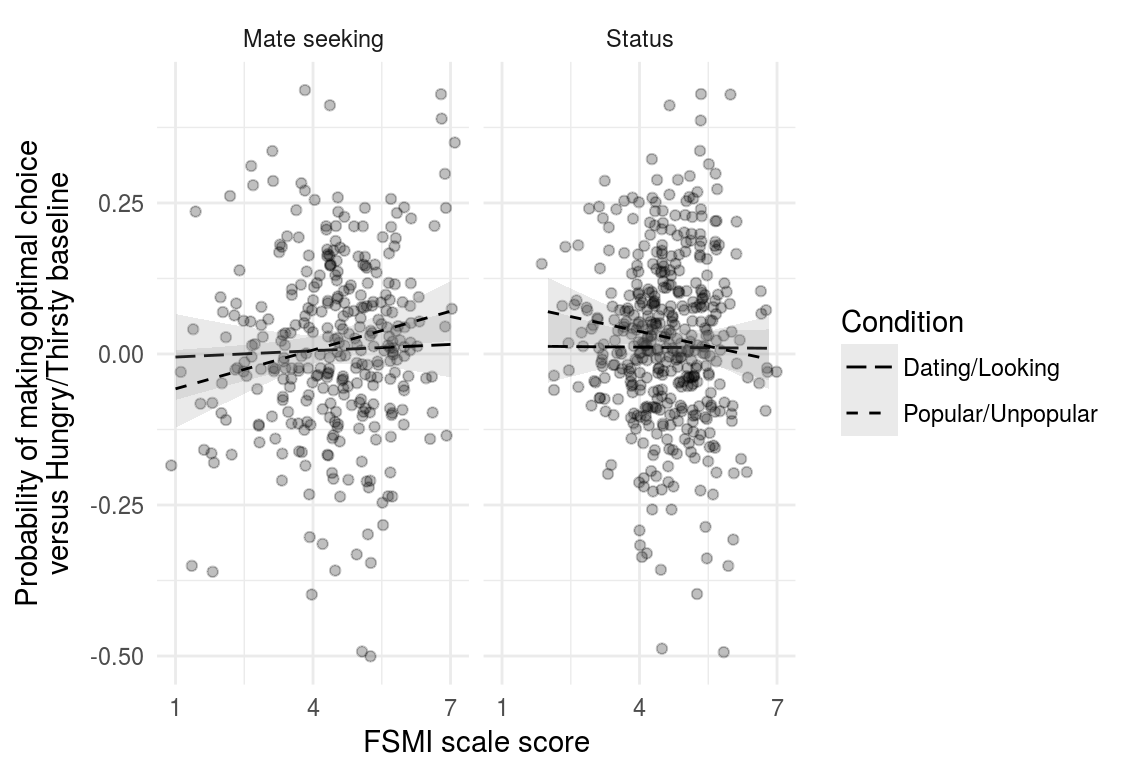 Mate seeking
Status
Probability of making optimal choice
versus Hungry/Thirsty baseline
0.25
0.00
-0.25
-0.50
1
4
7
1
4
7
FSMI scale score
Condition
Dating/Looking
Popular/Unpopular